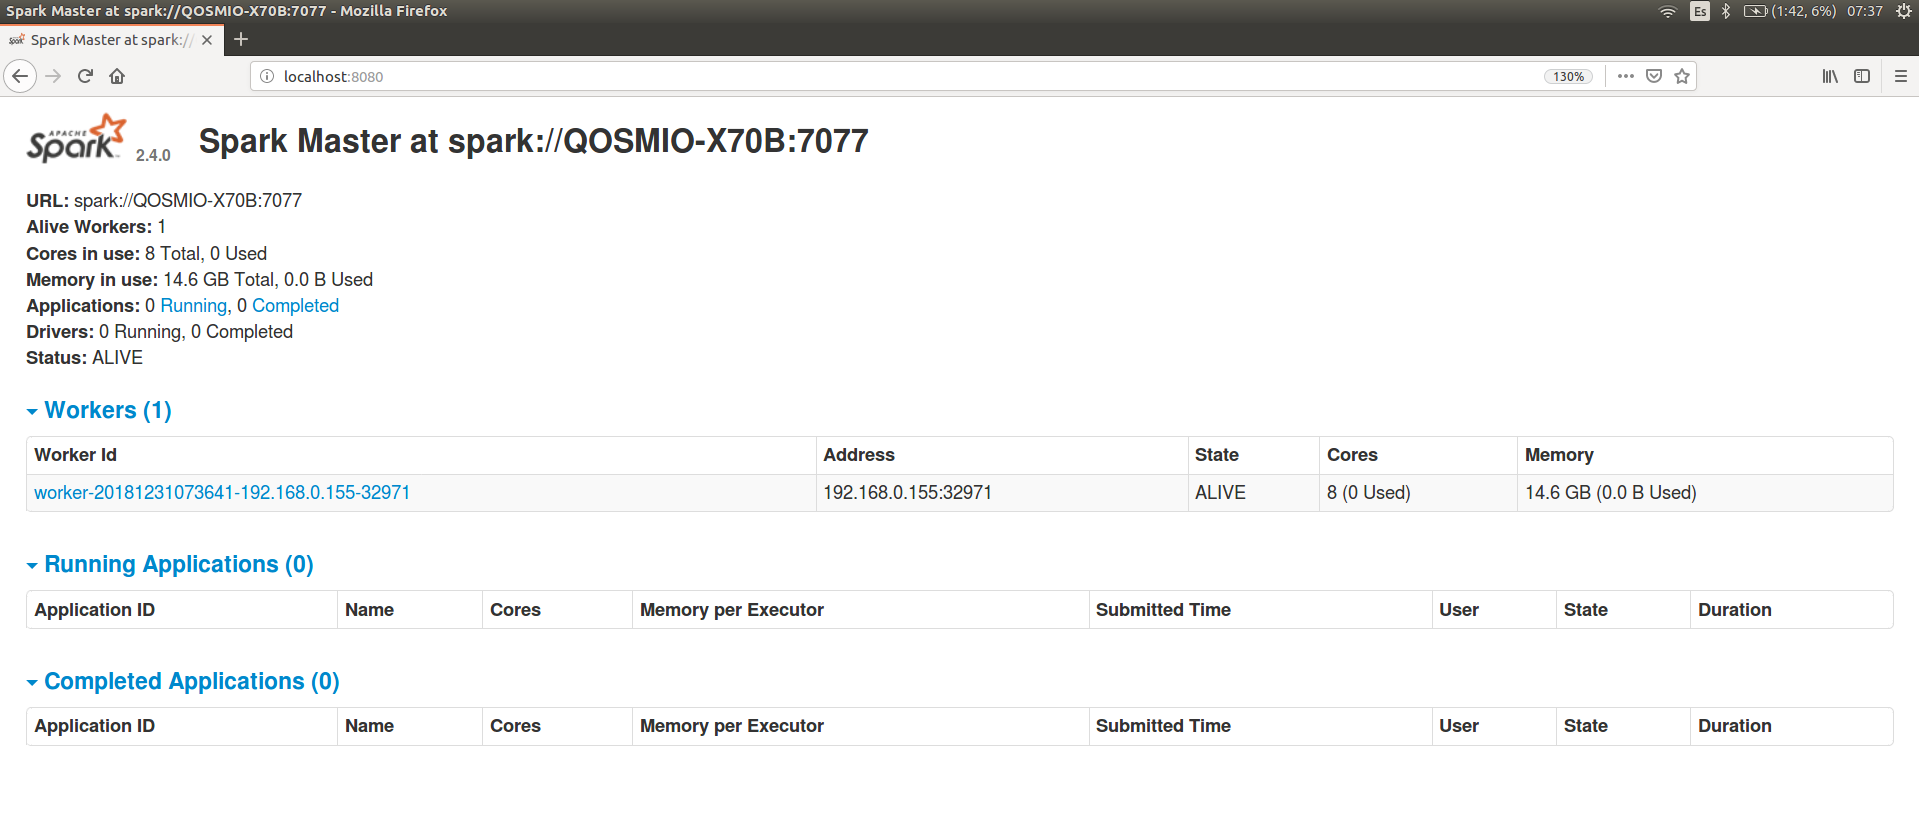 Spark Master at spark://QOSMIO-X70B:7077 - Mozilla Firefox
Es (1:42, 6%) 07:37
Spark Master at spark://
localhost:8080 130%
APACHE Spark 2.4.0 Spark Master at spark://QOSMIO-X70B:7077
URL: spark://QOSMIO-X70B:7077
Alive Workers: 1
Cores in use: 8 Total, 0 Used
Memory in use: 14.6 GB Total, 0.0 B Used
Applications: 0 Running, 0 Completed
Drivers: 0 Running, 0 Completed
Status: ALIVE
Workers (1)
Worker Id Address State Cores Memory
worker-20181231073641-192.168.0.155-32971 192.168.0.155:32971 ALIVE 8 (0 Used) 14.6 GB (0.0 B Used)
Running Applications (0)
Application ID Name Cores Memory per Executor Submitted Time User State Duration
Completed Applications (0)
Application ID Name Cores Memory per Executor Submitted Time User State Duration